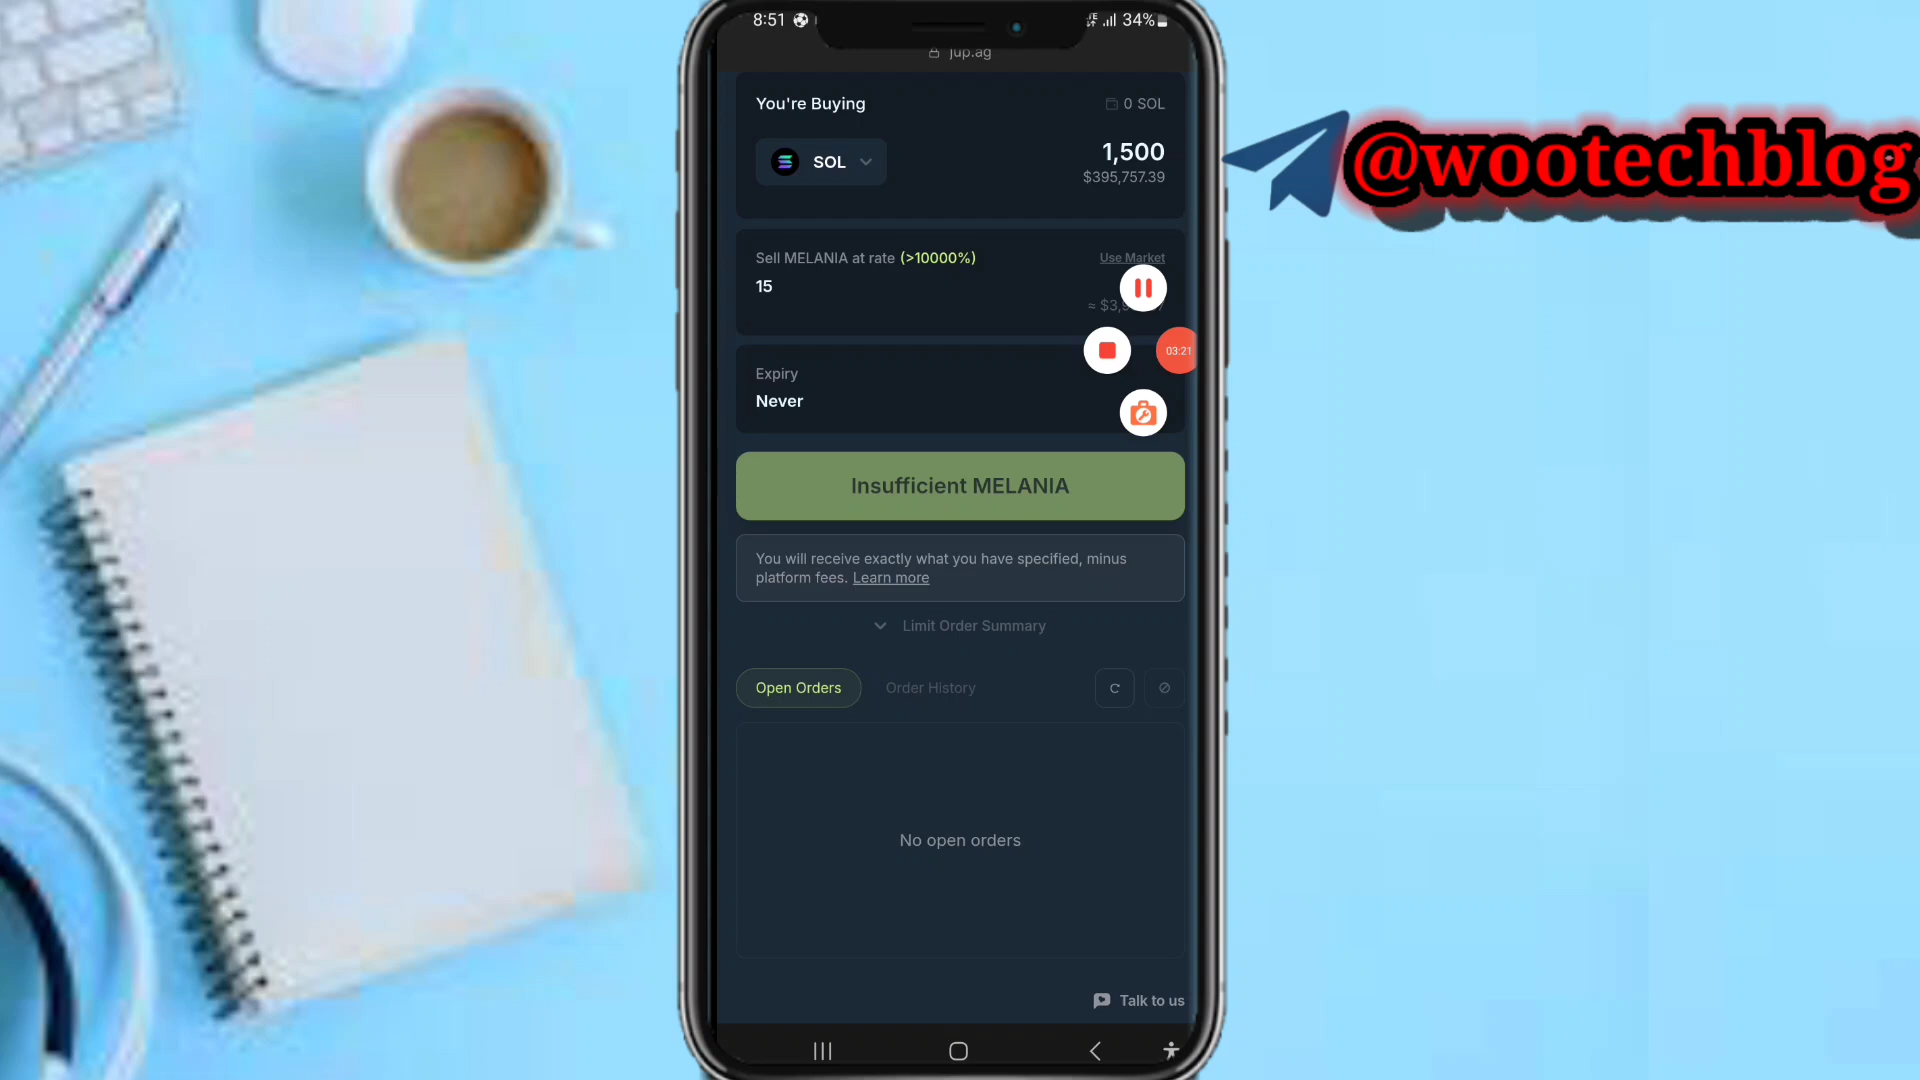 8:51
34%
jup.ag
You're Buying
0 SOL
SOL
1,500
$395,757.39
Sell MELANIA at rate (>10000%)
Use Market
15
≈ $3,9
03:21
Expiry
Never
Insufficient MELANIA
You will receive exactly what you have specified, minus
platform fees. Learn more
Limit Order Summary
Open Orders
Order History
No open orders
Talk to us
@wootechblog